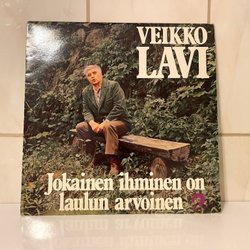 VEIKKO
LAVI
Jokainen ihminen on
laulun arvoinen